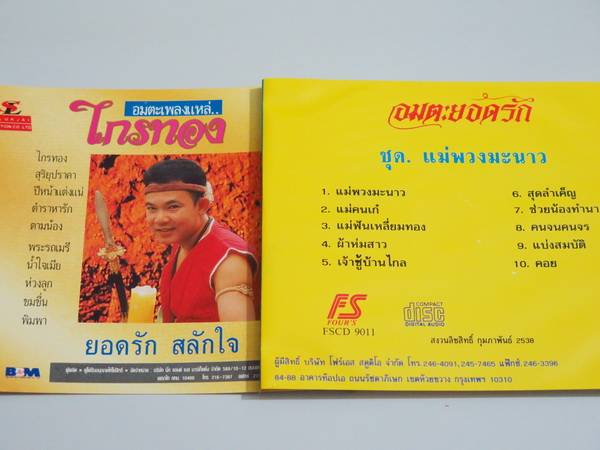 อมตะเพลงแหล่..
ไกรทอง
ไกรทอง
สุริยุปราคา
ปีหน้าแต่งแน่
ตำราหารัก
ตามน้อง
พระรถเมรี
น้ำใจเมีย
ห่วงลูก
ขมขื่น
พิมพา
ยอดรัก สลักใจ
อมตะยอดรัก
ชุด. แม่พวงมะนาว
1. แม่พวงมะนาว
2. แม่คนเก๋
3. แม่ฟันเหลี่ยมทอง
4. ผ้าห่มสาว
5. เจ้าชู้บ้านไกล
6. สุดลำเค็ญ
7. ช่วยน้องทำนา
8. คนจนคนจร
9. แบ่งสมบัติ
10. คอย
FS
FOUR'S
FSCD 9011
COMPACT
disc
DIGITAL AUDIO
สงวนลิขสิทธิ์ กุมภาพันธ์ 2538
ผู้มีสิทธิ์ บริษัท โฟร์เอส สตูดิโอ จำกัด โทร.246-4091,245-7465 แฟ็กซ์.246-3396
84-88 อาคารท้อปเอ ถนนรัชดาภิเษก เขตห้วยขวาง กรุงเทพฯ 10310